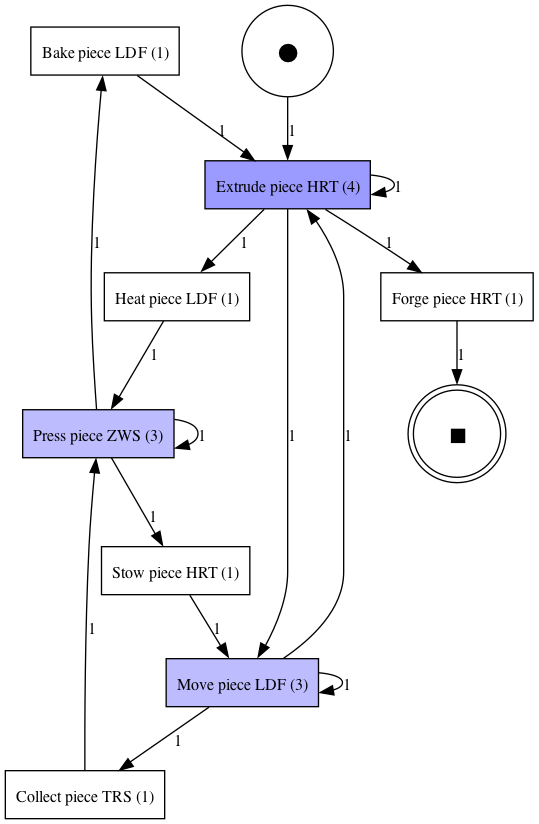 Bake piece LDF (1)
1
1
Extrude piece HRT (4)
1
1
1
Heat piece LDF (1)
Forge piece HRT (1)
1
1
1
Press piece ZWS (3)
1
1
1
1
Stow piece HRT (1)
1
1
Move piece LDF (3)
1
1
Collect piece TRS (1)